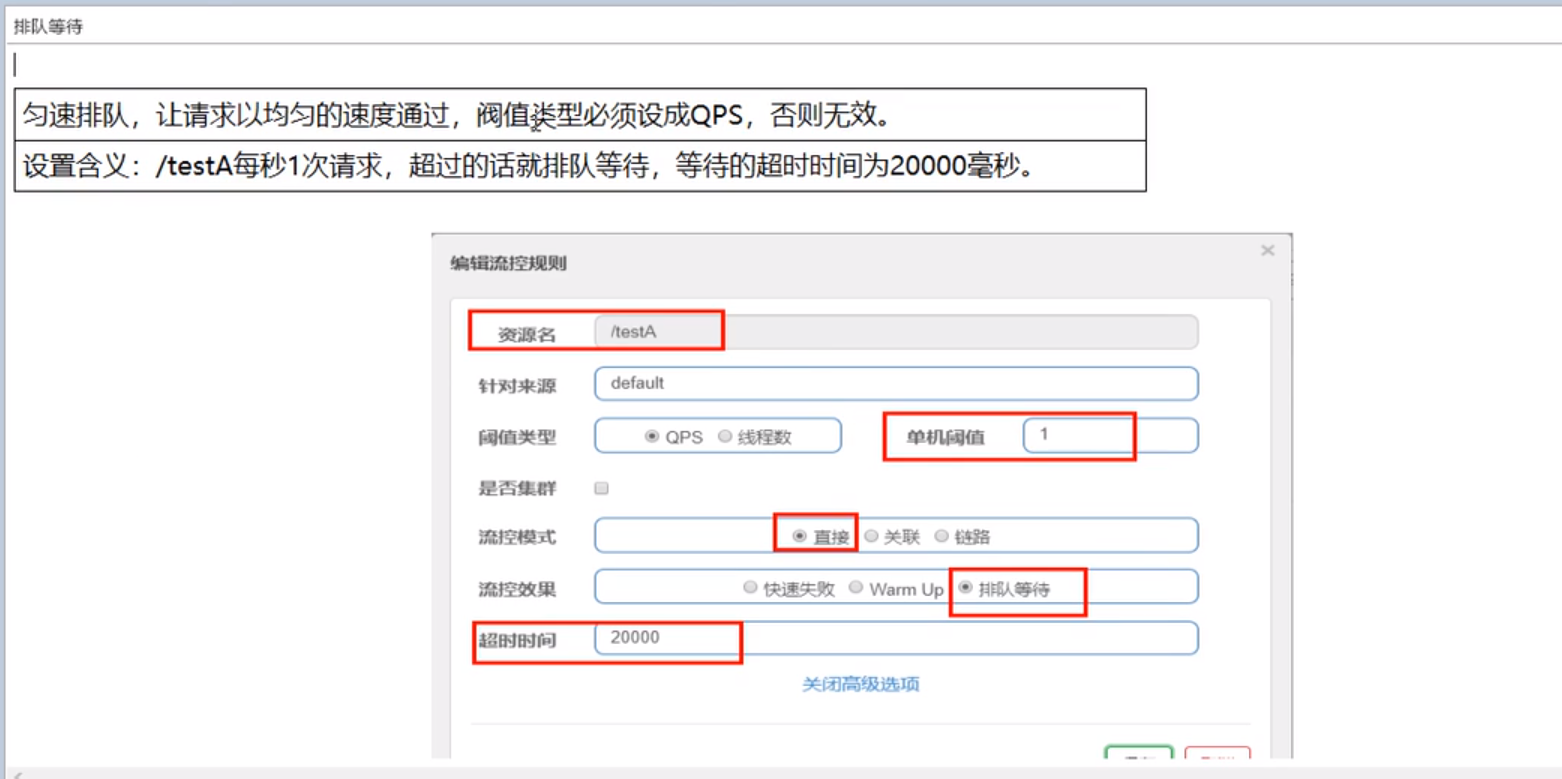 排队等待
匀速排队，让请求以均匀的速度通过，阀值类型必须设成QPS，否则无效。
设置含义：/testA每秒1次请求，超过的话就排队等待，等待的超时时间为20000毫秒。
编辑流控规则
×
资源名 /testA
针对来源 default
阈值类型 QPS 线程数 单机阈值 1
是否集群
流控模式 直接 关联 链路
流控效果 快速失败 Warm Up 排队等待
超时时间 20000
关闭高级选项